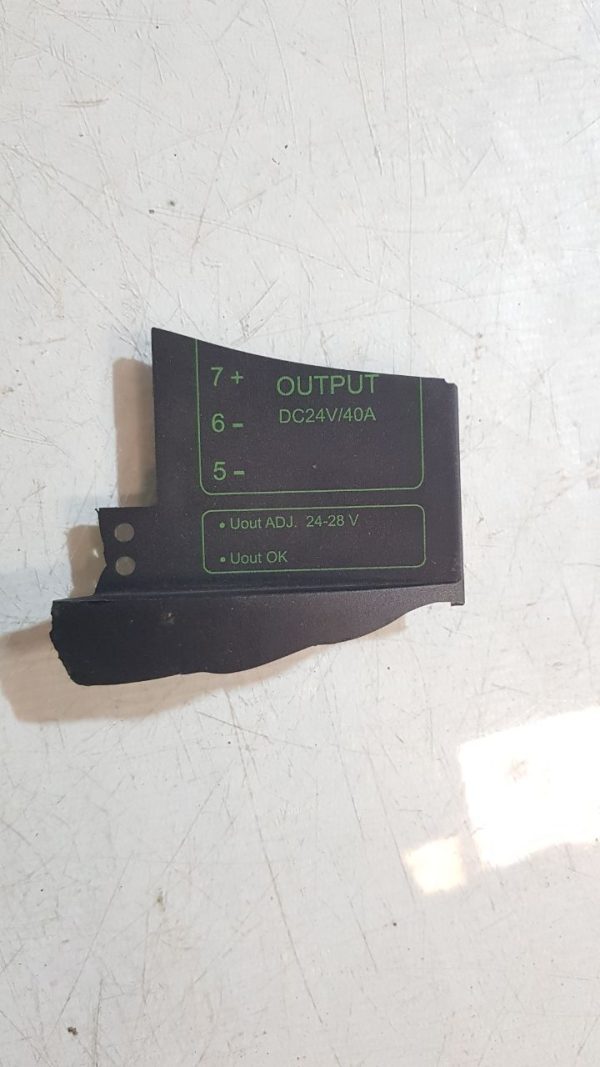 7 +
OUTPUT
DC24V/40A
6 -
5 -
• Uout ADJ. 24-28 V
• Uout OK